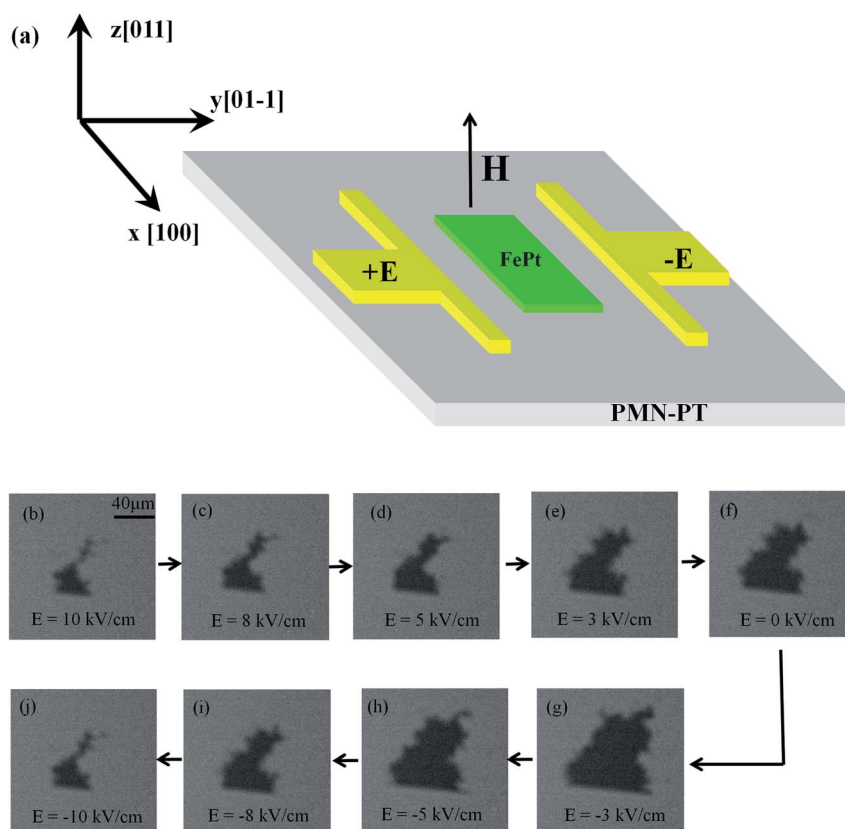 (a)
z[011]
y[01-1]
x [100]
H
+E
FePt
-E
PMN-PT
(b)
40μm
E = 10 kV/cm
(c)
E = 8 kV/cm
(d)
E = 5 kV/cm
(e)
E = 3 kV/cm
(f)
E = 0 kV/cm
(j)
E = -10 kV/cm
(i)
E = -8 kV/cm
(h)
E = -5 kV/cm
(g)
E = -3 kV/cm